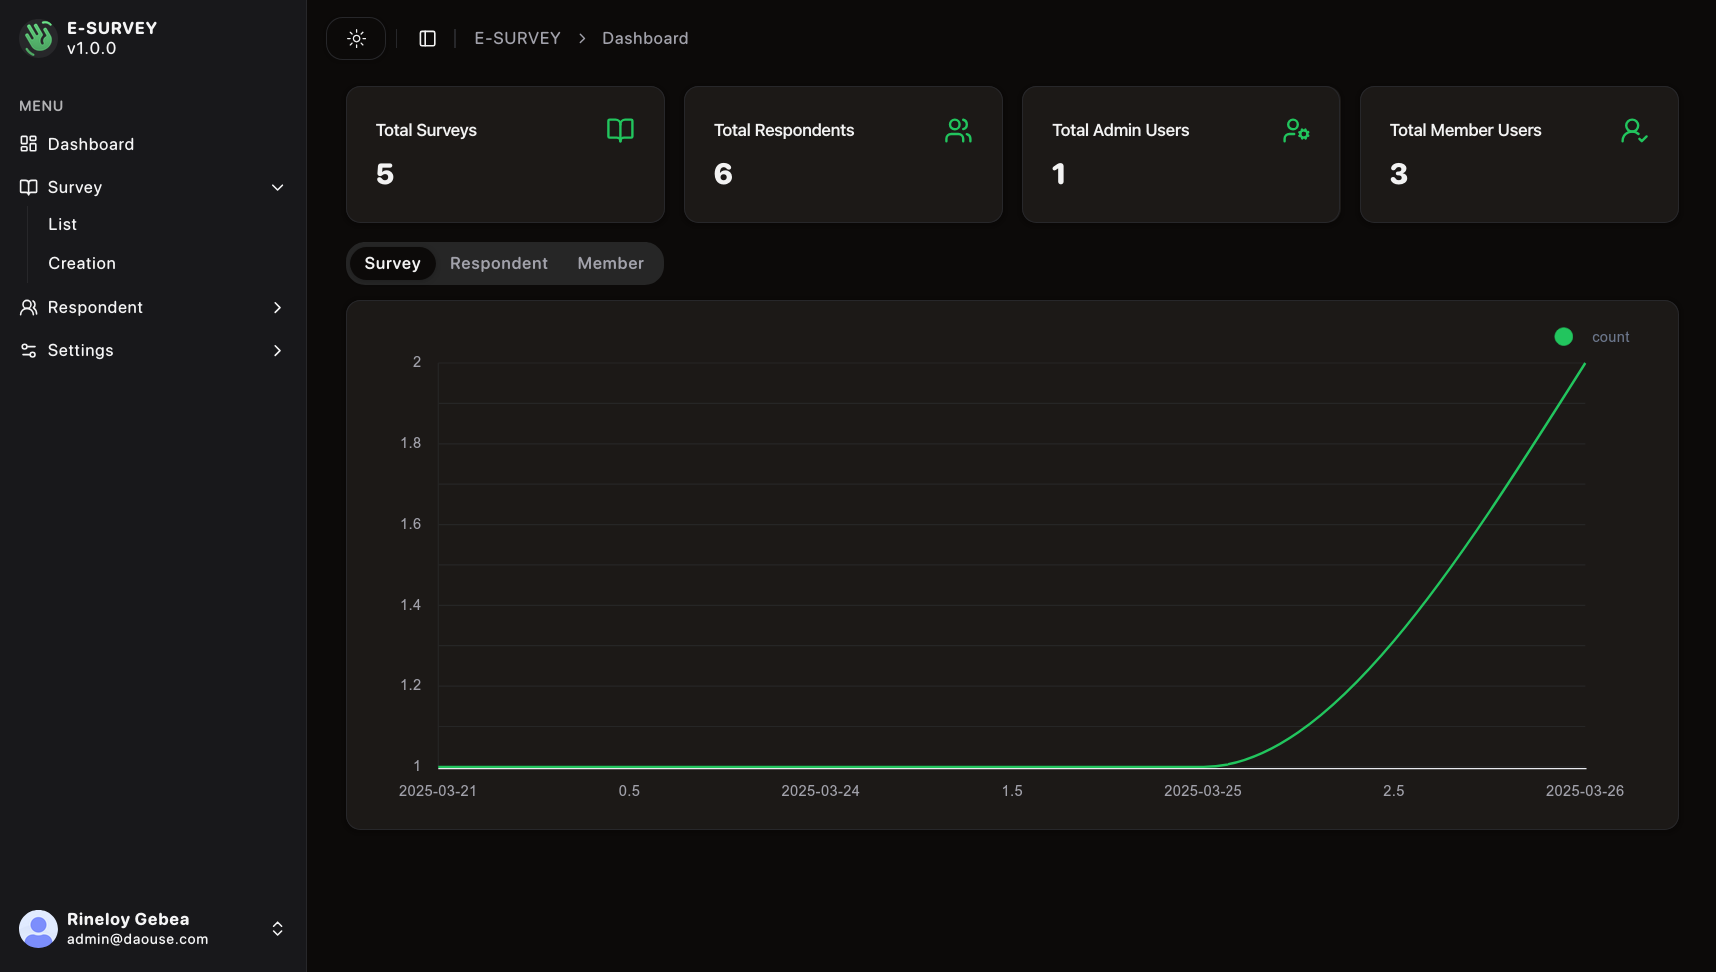 E-SURVEY
v1.0.0
MENU
Dashboard
Survey
List
Creation
Respondent
Settings
Rineloy Gebea
admin@daouse.com
E-SURVEY > Dashboard
Total Surveys
5
Total Respondents
6
Total Admin Users
1
Total Member Users
3
Survey Respondent Member
count
2
1.8
1.6
1.4
1.2
1
2025-03-21 0.5 2025-03-24 1.5 2025-03-25 2.5 2025-03-26